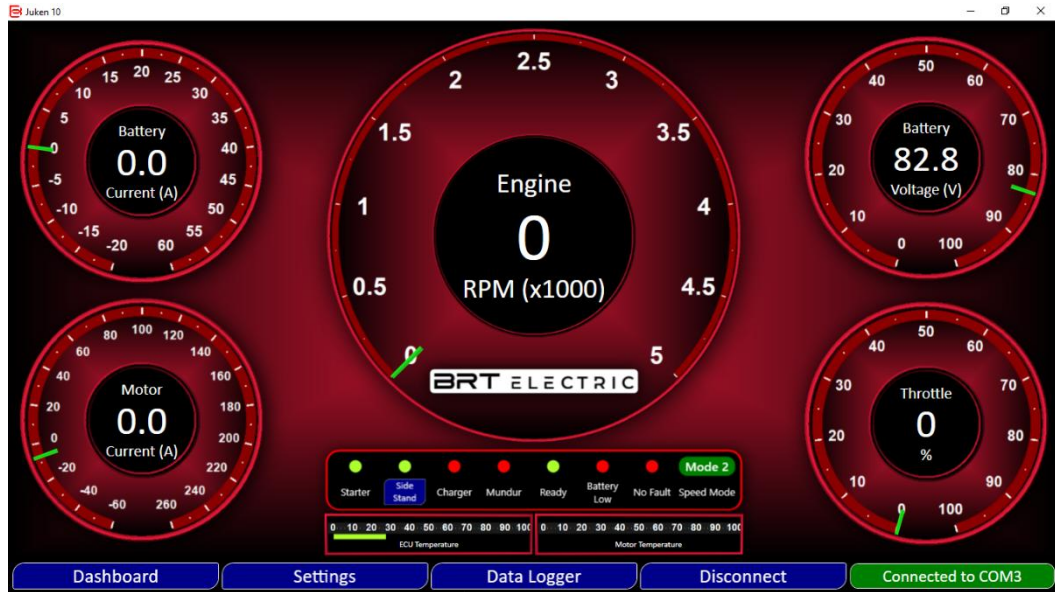 Juken 10
-20
-15
-10
-5
0
5
10
15
20
25
30
35
40
45
50
55
60
Battery
0.0
Current (A)
0
0.5
1
1.5
2
2.5
3
3.5
4
4.5
5
Engine
0
RPM (x1000)
BRT ELECTRIC
0
10
20
30
40
50
60
70
80
90
100
Battery
82.8
Voltage (V)
-60
-40
-20
0
20
40
60
80
100
120
140
160
180
200
220
240
260
Motor
0.0
Current (A)
0
10
20
30
40
50
60
70
80
90
100
Throttle
0
%
Mode 2
Starter
Side
Stand
Charger
Mundur
Ready
Battery
Low
No Fault
Speed Mode
0 10 20 30 40 50 60 70 80 90 100
ECU Temperature
0 10 20 30 40 50 60 70 80 90 100
Motor Temperature
Dashboard
Settings
Data Logger
Disconnect
Connected to COM3